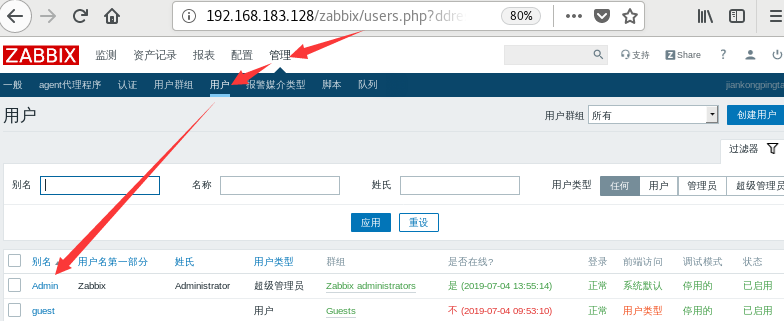 192.168.183.128/zabbix/users.php?ddre 80%
ZABBIX 监测 资产记录 报表 配置 管理 支持 Z Share ?
一般 agent代理程序 认证 用户群组 用户 报警媒介类型 脚本 队列 jiankongpingta
用户 用户群组 所有 创建用户
过滤器
别名 名称 姓氏 用户类型 任何 用户 管理员 超级管理员
应用 重设
别名 用户名第一部分 姓氏 用户类型 群组 是否在线? 登录 前端访问 调试模式 状态
Admin Zabbix Administrator 超级管理员 Zabbix administrators 是 (2019-07-04 13:55:14) 正常 系统默认 停用的 已启用
guest 用户 Guests 不 (2019-07-04 09:53:10) 正常 用户类型 停用的 已启用